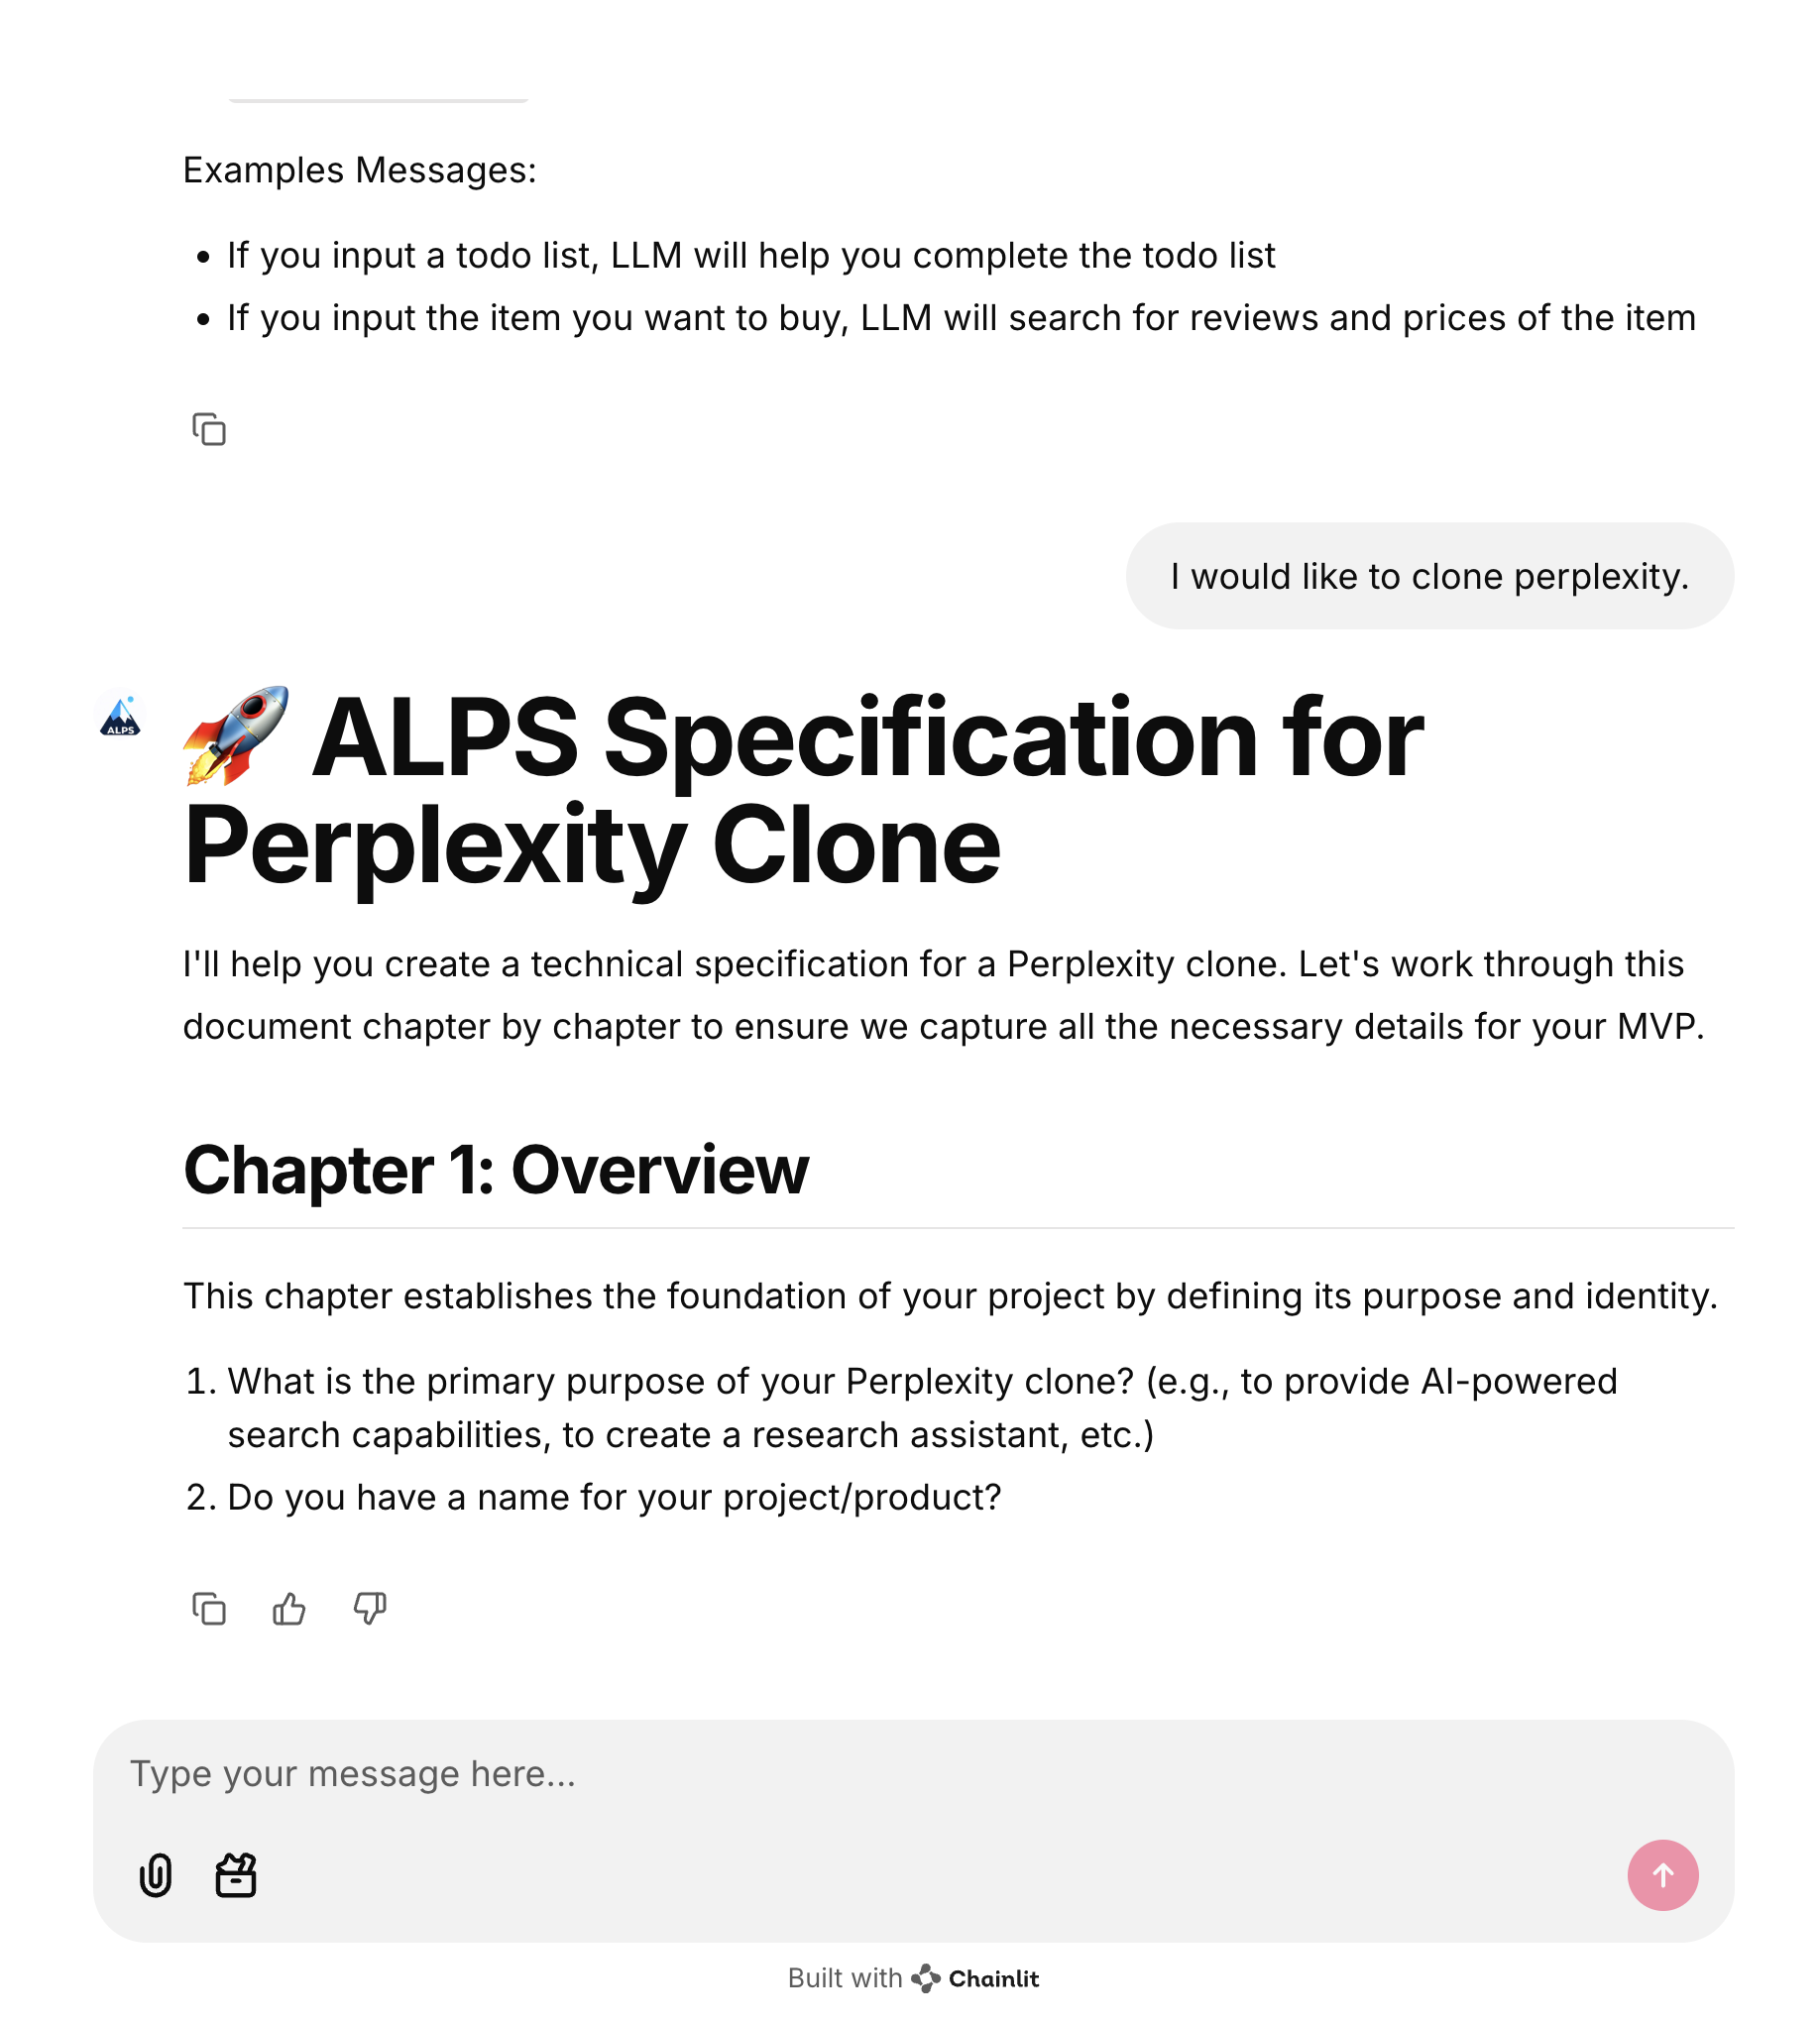 Examples Messages:
• If you input a todo list, LLM will help you complete the todo list
• If you input the item you want to buy, LLM will search for reviews and prices of the item
I would like to clone perplexity.
ALPS
🚀 ALPS Specification for
Perplexity Clone
I'll help you create a technical specification for a Perplexity clone. Let's work through this
document chapter by chapter to ensure we capture all the necessary details for your MVP.
Chapter 1: Overview
This chapter establishes the foundation of your project by defining its purpose and identity.
1. What is the primary purpose of your Perplexity clone? (e.g., to provide AI-powered
search capabilities, to create a research assistant, etc.)
2. Do you have a name for your project/product?
Type your message here...
Built with Chainlit